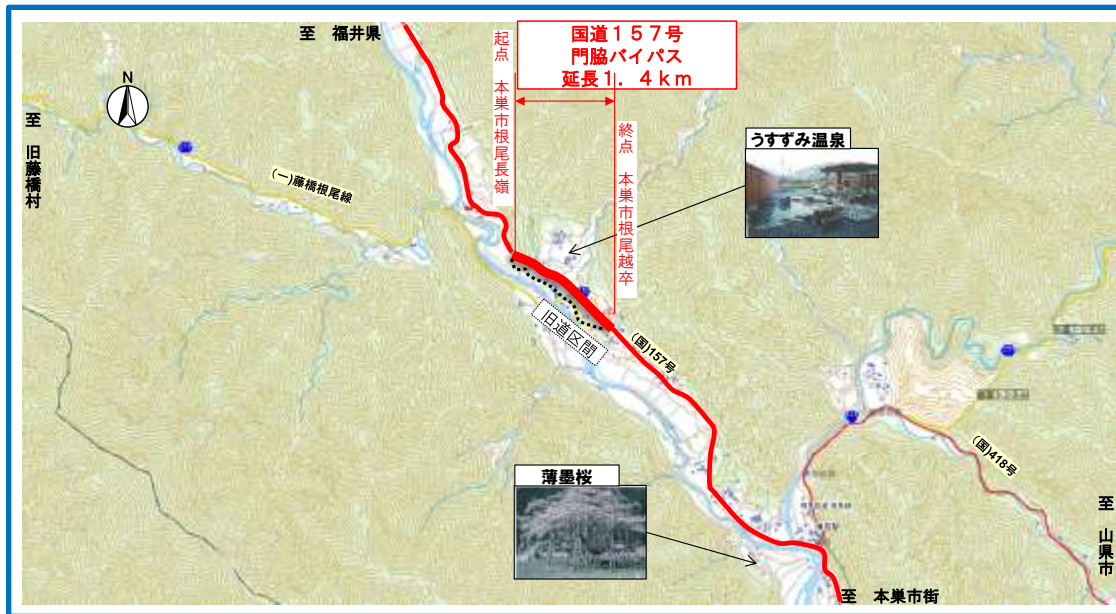 至 福井県
国道157号
門脇バイパス
延長1.4km
起点 本巣市根尾長嶺
終点 本巣市根尾越卒
N
至 旧藤橋村
(一)藤橋根尾線
うすずみ温泉
旧道区間
(国)157号
(国)418号
薄墨桜
至 山県市
至 本巣市街